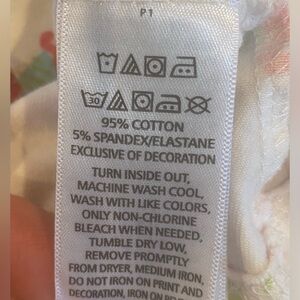 P1
30
95% COTTON
5% SPANDEX/ELASTANE
EXCLUSIVE OF DECORATION
TURN INSIDE OUT,
MACHINE WASH COOL,
WASH WITH LIKE COLORS,
ONLY NON-CHLORINE
BLEACH WHEN NEEDED,
TUMBLE DRY LOW,
REMOVE PROMPTLY
FROM DRYER, MEDIUM IRON,
DO NOT IRON ON PRINT AND
DECORATION, IRON ON